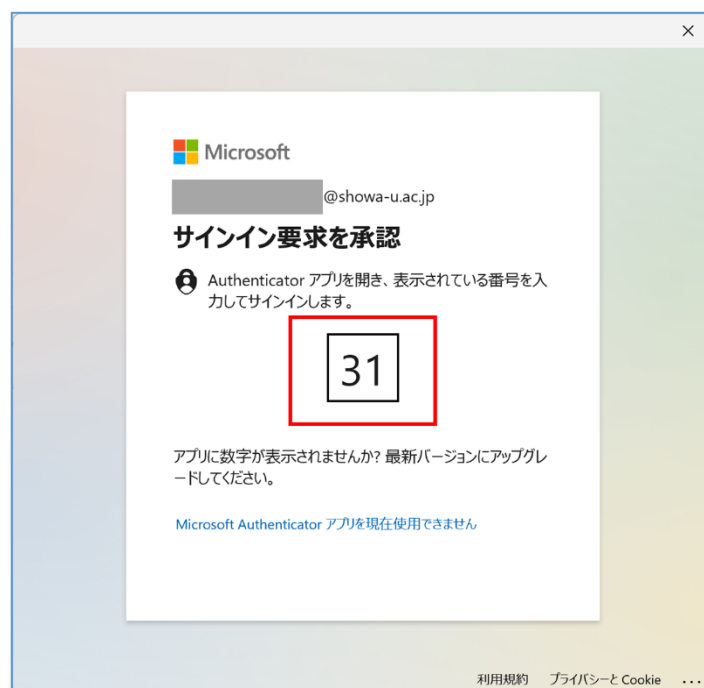 Microsoft
@showa-u.ac.jp
サインイン要求を承認
Authenticator アプリを開き、表示されている番号を入
力してサインインします。
31
アプリに数字が表示されませんか? 最新バージョンにアップグレ
ードしてください。
Microsoft Authenticator アプリを現在使用できません
利用規約 プライバシーと Cookie ...